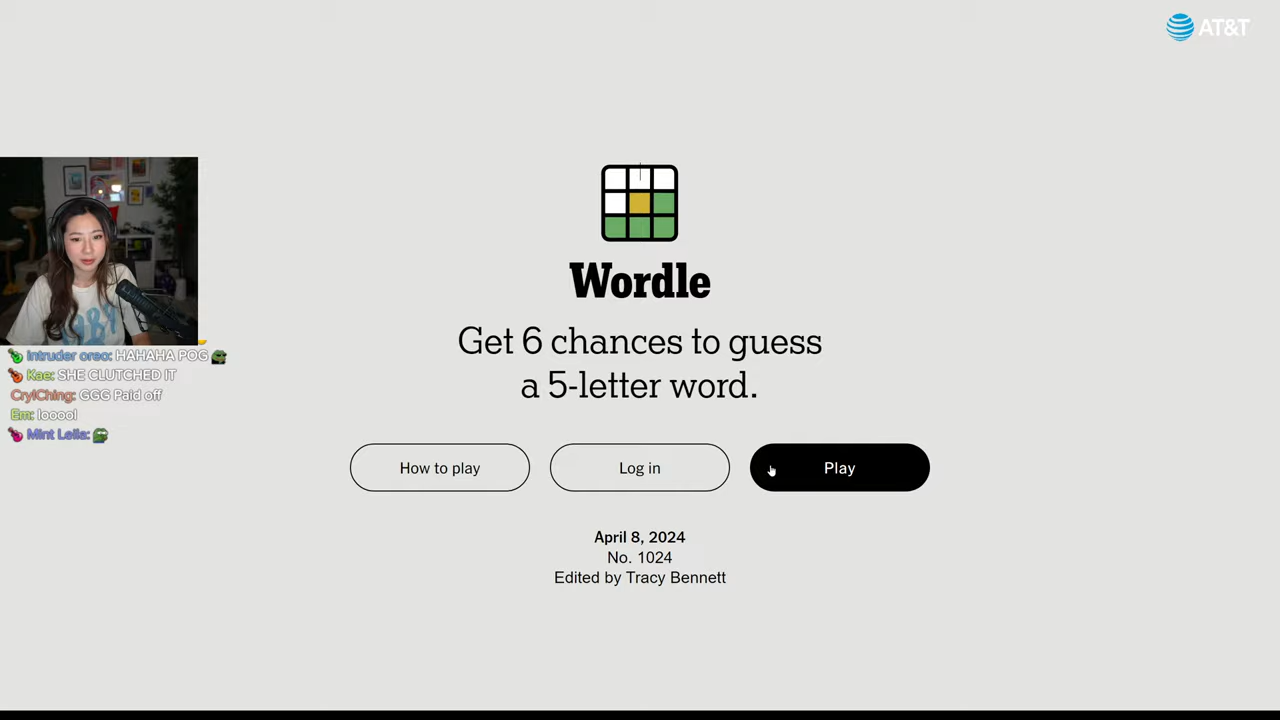 AT&T
Wordle
Get 6 chances to guess
a 5-letter word.
How to play
Log in
Play
April 8, 2024
No. 1024
Edited by Tracy Bennett
intruder oreo: HAHAHA POG
Kae: SHE CLUTCHED IT
CryiChing: GGG Paid off
Em: looool
Mint Leila: